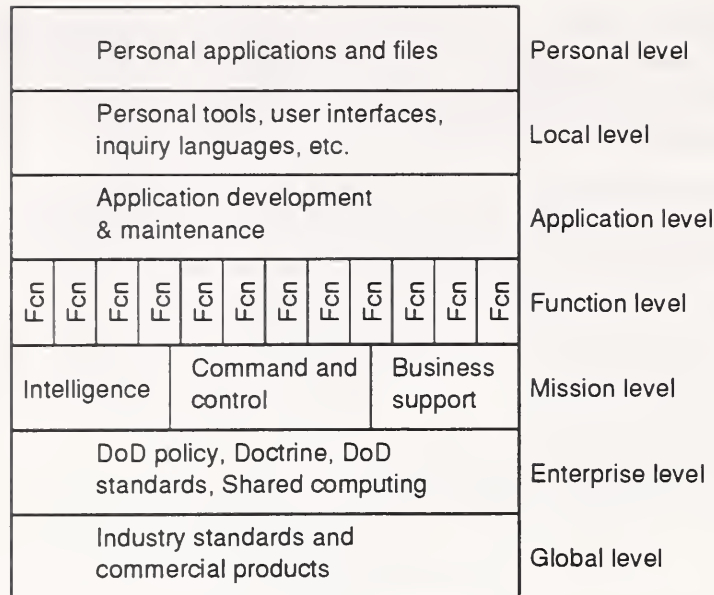 Personal applications and files
Personal level
Personal tools, user interfaces,
inquiry languages, etc.
Local level
Application development
& maintenance
Application level
Fcn
Fcn
Fcn
Fcn
Fcn
Fcn
Fcn
Fcn
Fcn
Fcn
Fcn
Fcn
Function level
Intelligence
Command and
control
Business
support
Mission level
DoD policy, Doctrine, DoD
standards, Shared computing
Enterprise level
Industry standards and
commercial products
Global level